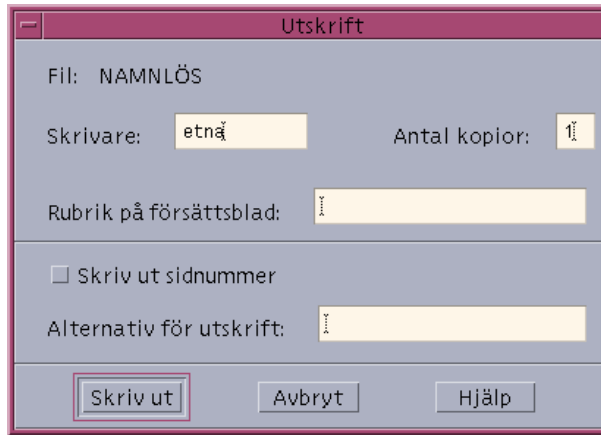 Utskrift
Fil: NAMNLÖS
Skrivare: etna Antal kopior: 1
Rubrik på försättsblad:
Skriv ut sidnummer
Alternativ för utskrift:
Skriv ut Avbryt Hjälp